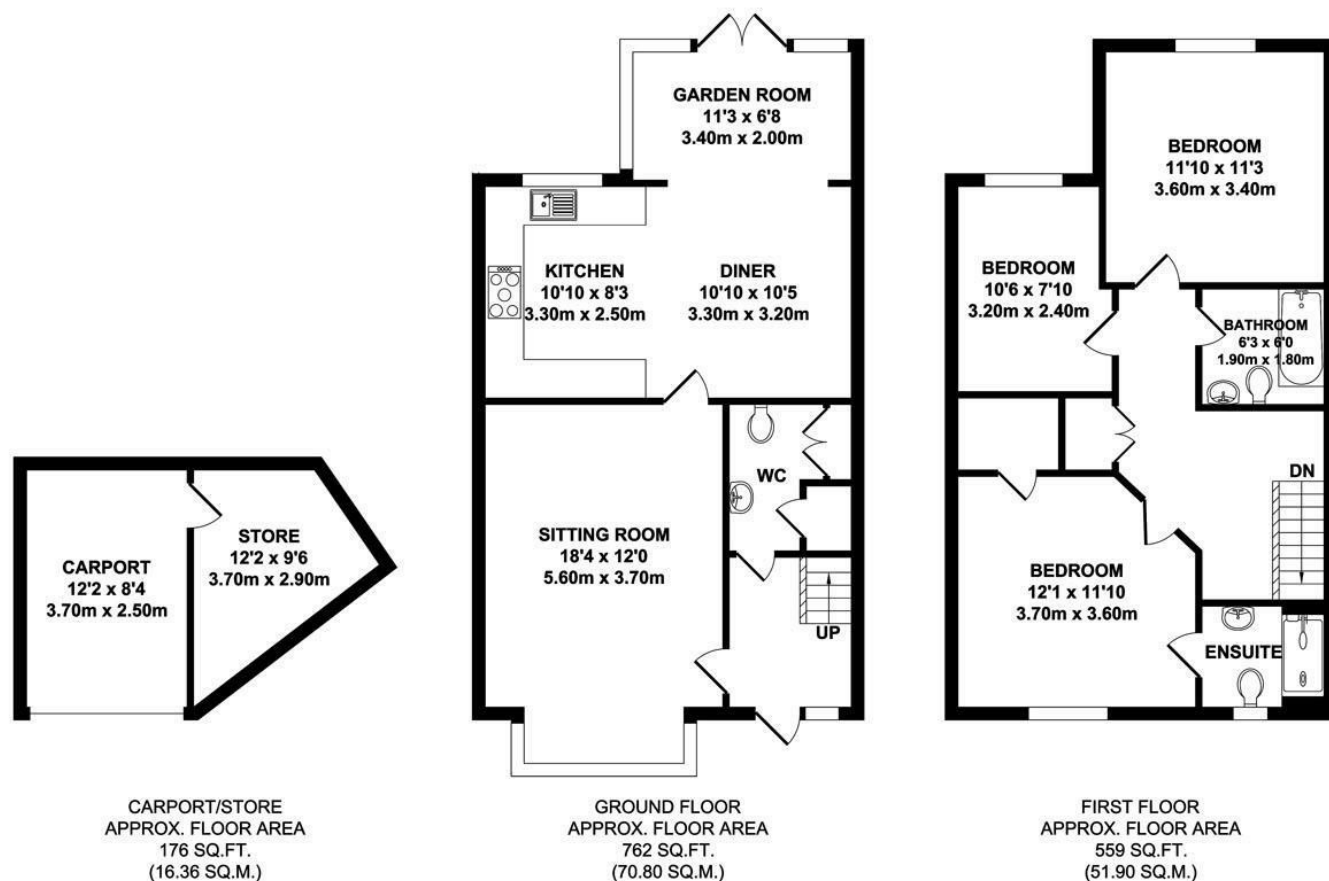 CARPORT
12'2 x 8'4
3.70m x 2.50m
STORE
12'2 x 9'6
3.70m x 2.90m
CARPORT/STORE
APPROX. FLOOR AREA
176 SQ.FT.
(16.36 SQ.M.)
GARDEN ROOM
11'3 x 6'8
3.40m x 2.00m
KITCHEN
10'10 x 8'3
3.30m x 2.50m
DINER
10'10 x 10'5
3.30m x 3.20m
WC
SITTING ROOM
18'4 x 12'0
5.60m x 3.70m
UP
GROUND FLOOR
APPROX. FLOOR AREA
762 SQ.FT.
(70.80 SQ.M.)
BEDROOM
11'10 x 11'3
3.60m x 3.40m
BEDROOM
10'6 x 7'10
3.20m x 2.40m
BATHROOM
6'3 x 6'0
1.90m x 1.80m
DN
BEDROOM
12'1 x 11'10
3.70m x 3.60m
ENSUITE
FIRST FLOOR
APPROX. FLOOR AREA
559 SQ.FT.
(51.90 SQ.M.)